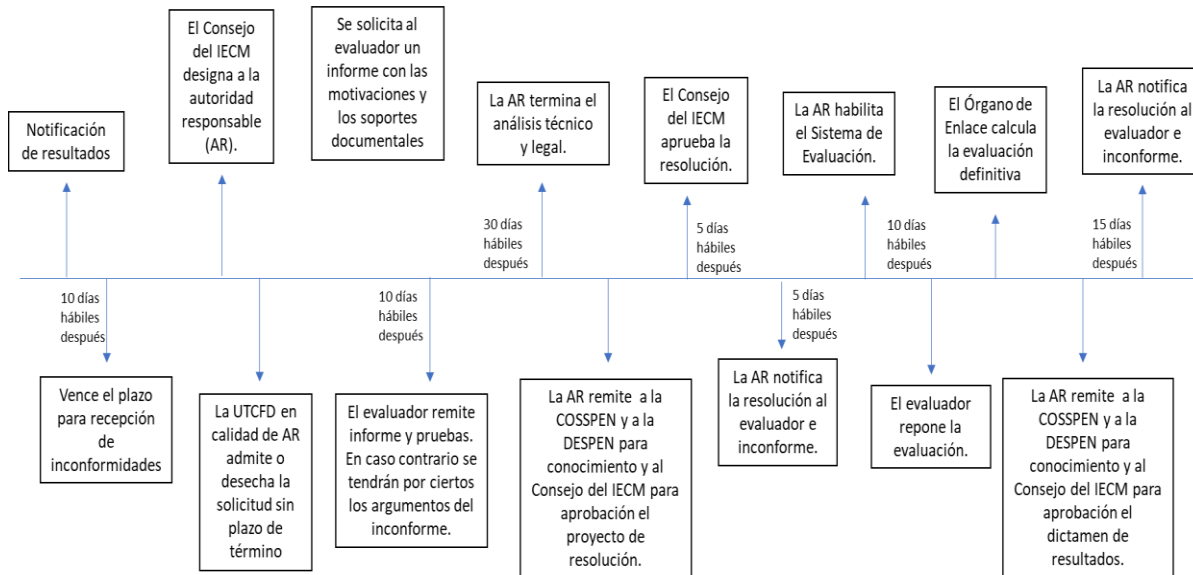 Notificación
de resultados
El Consejo
del IECM
designa a la
autoridad
responsable
(AR).
Se solicita al
evaluador un
informe con las
motivaciones y
los soportes
documentales
La AR termina el
análisis técnico
y legal.
El Consejo
del IECM
aprueba la
resolución.
La AR habilita
el Sistema de
Evaluación.
El Órgano de
Enlace calcula
la evaluación
definitiva
La AR notifica
la resolución al
evaluador e
inconforme.
30 días
hábiles
después
5 días
hábiles
después
10 días
hábiles
después
15 días
hábiles
después
10 días
hábiles
después
10 días
hábiles
después
5 días
hábiles
después
Vence el plazo
para recepción
de
inconformidades
La UTCFD en
calidad de AR
admite o
desecha la
solicitud sin
plazo de
término
El evaluador remite
informe y pruebas.
En caso contrario se
tendrán por ciertos
los argumentos del
inconforme.
La AR remite a la
COSSPEN y a la
DESPEN para
conocimiento y al
Consejo del IECM para
aprobación el
proyecto de
resolución.
La AR notifica
la resolución al
evaluador e
inconforme.
El evaluador
repone la
evaluación.
La AR remite a la
COSSPEN y a la
DESPEN para
conocimiento y al
Consejo del IECM para
aprobación el
dictamen de
resultados.